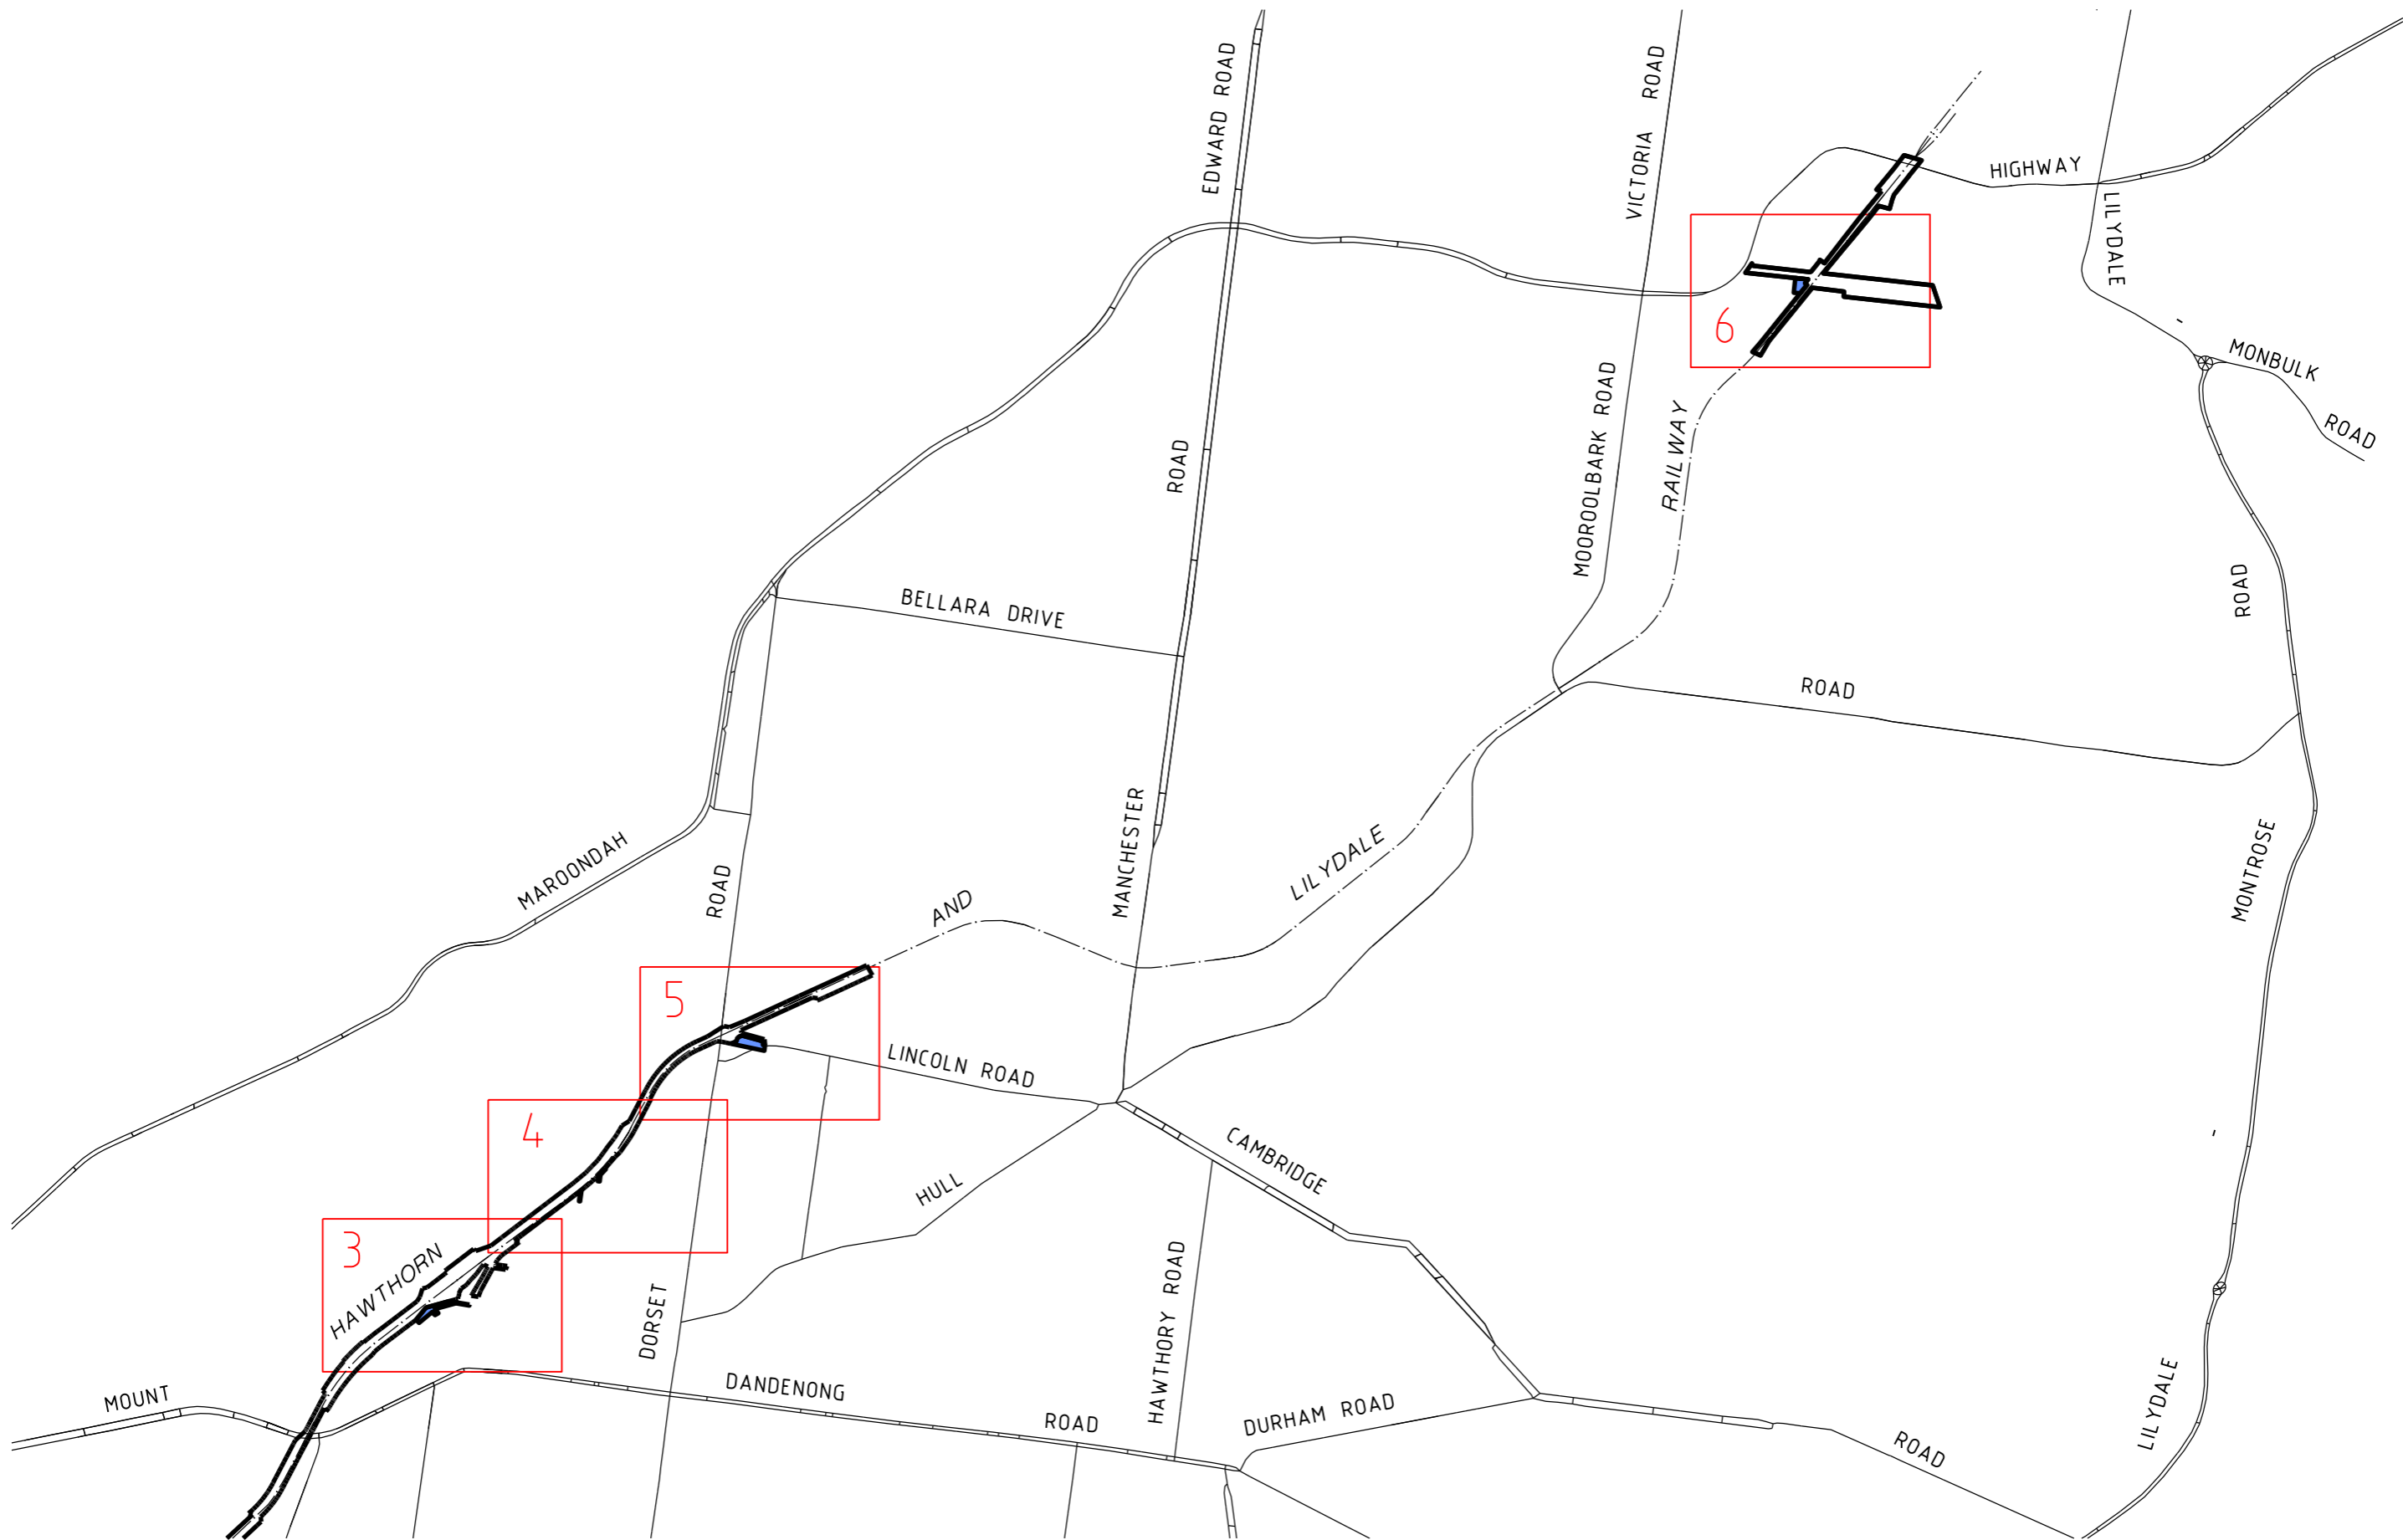 EDWARD ROAD
VICTORIA ROAD
HIGHWAY
LILYDALE
6
MONBULK
ROAD
ROAD
MOOROOLBARK ROAD
RAILWAY
BELLARA DRIVE
ROAD
ROAD
MAROONDAH
ROAD
MANCHESTER
LILYDALE
AND
MONTROSE
5
LINCOLN ROAD
4
CAMBRIDGE
HULL
3
HAWTHORN
HAWTHORY ROAD
DORSET
MOUNT
DANDENONG
ROAD
DURHAM ROAD
ROAD
LILYDALE